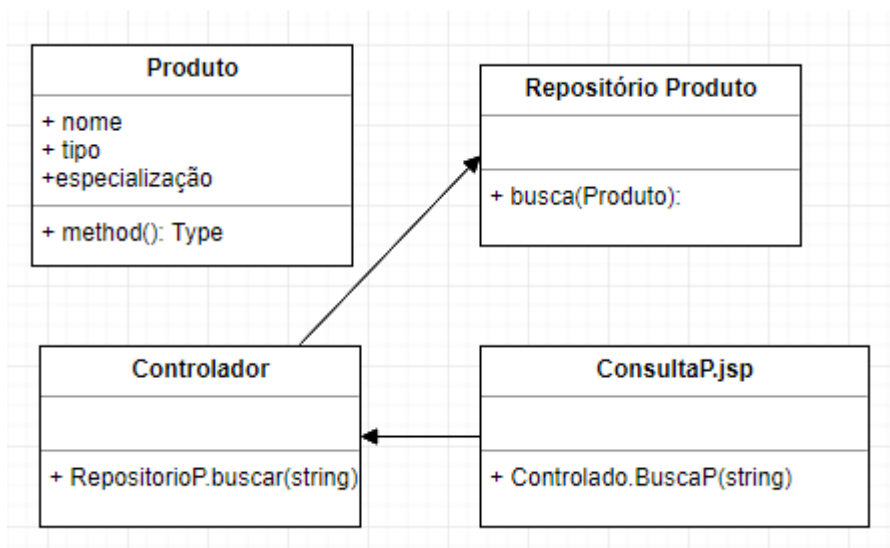 Produto
+ nome
+ tipo
+especialização
+ method(): Type
Repositório Produto
+ busca(Produto):
Controlador
+ RepositorioP.buscar(string)
ConsultaP.jsp
+ Controlado.BuscaP(string)